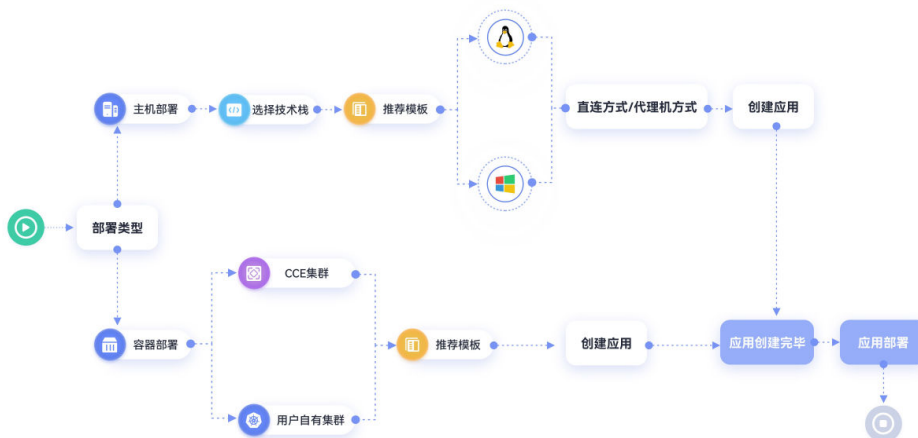 主机部署
选择技术栈
推荐模板
直连方式/代理机方式
创建应用
部署类型
CCE集群
容器部署
推荐模板
创建应用
应用创建完毕
应用部署
用户自有集群